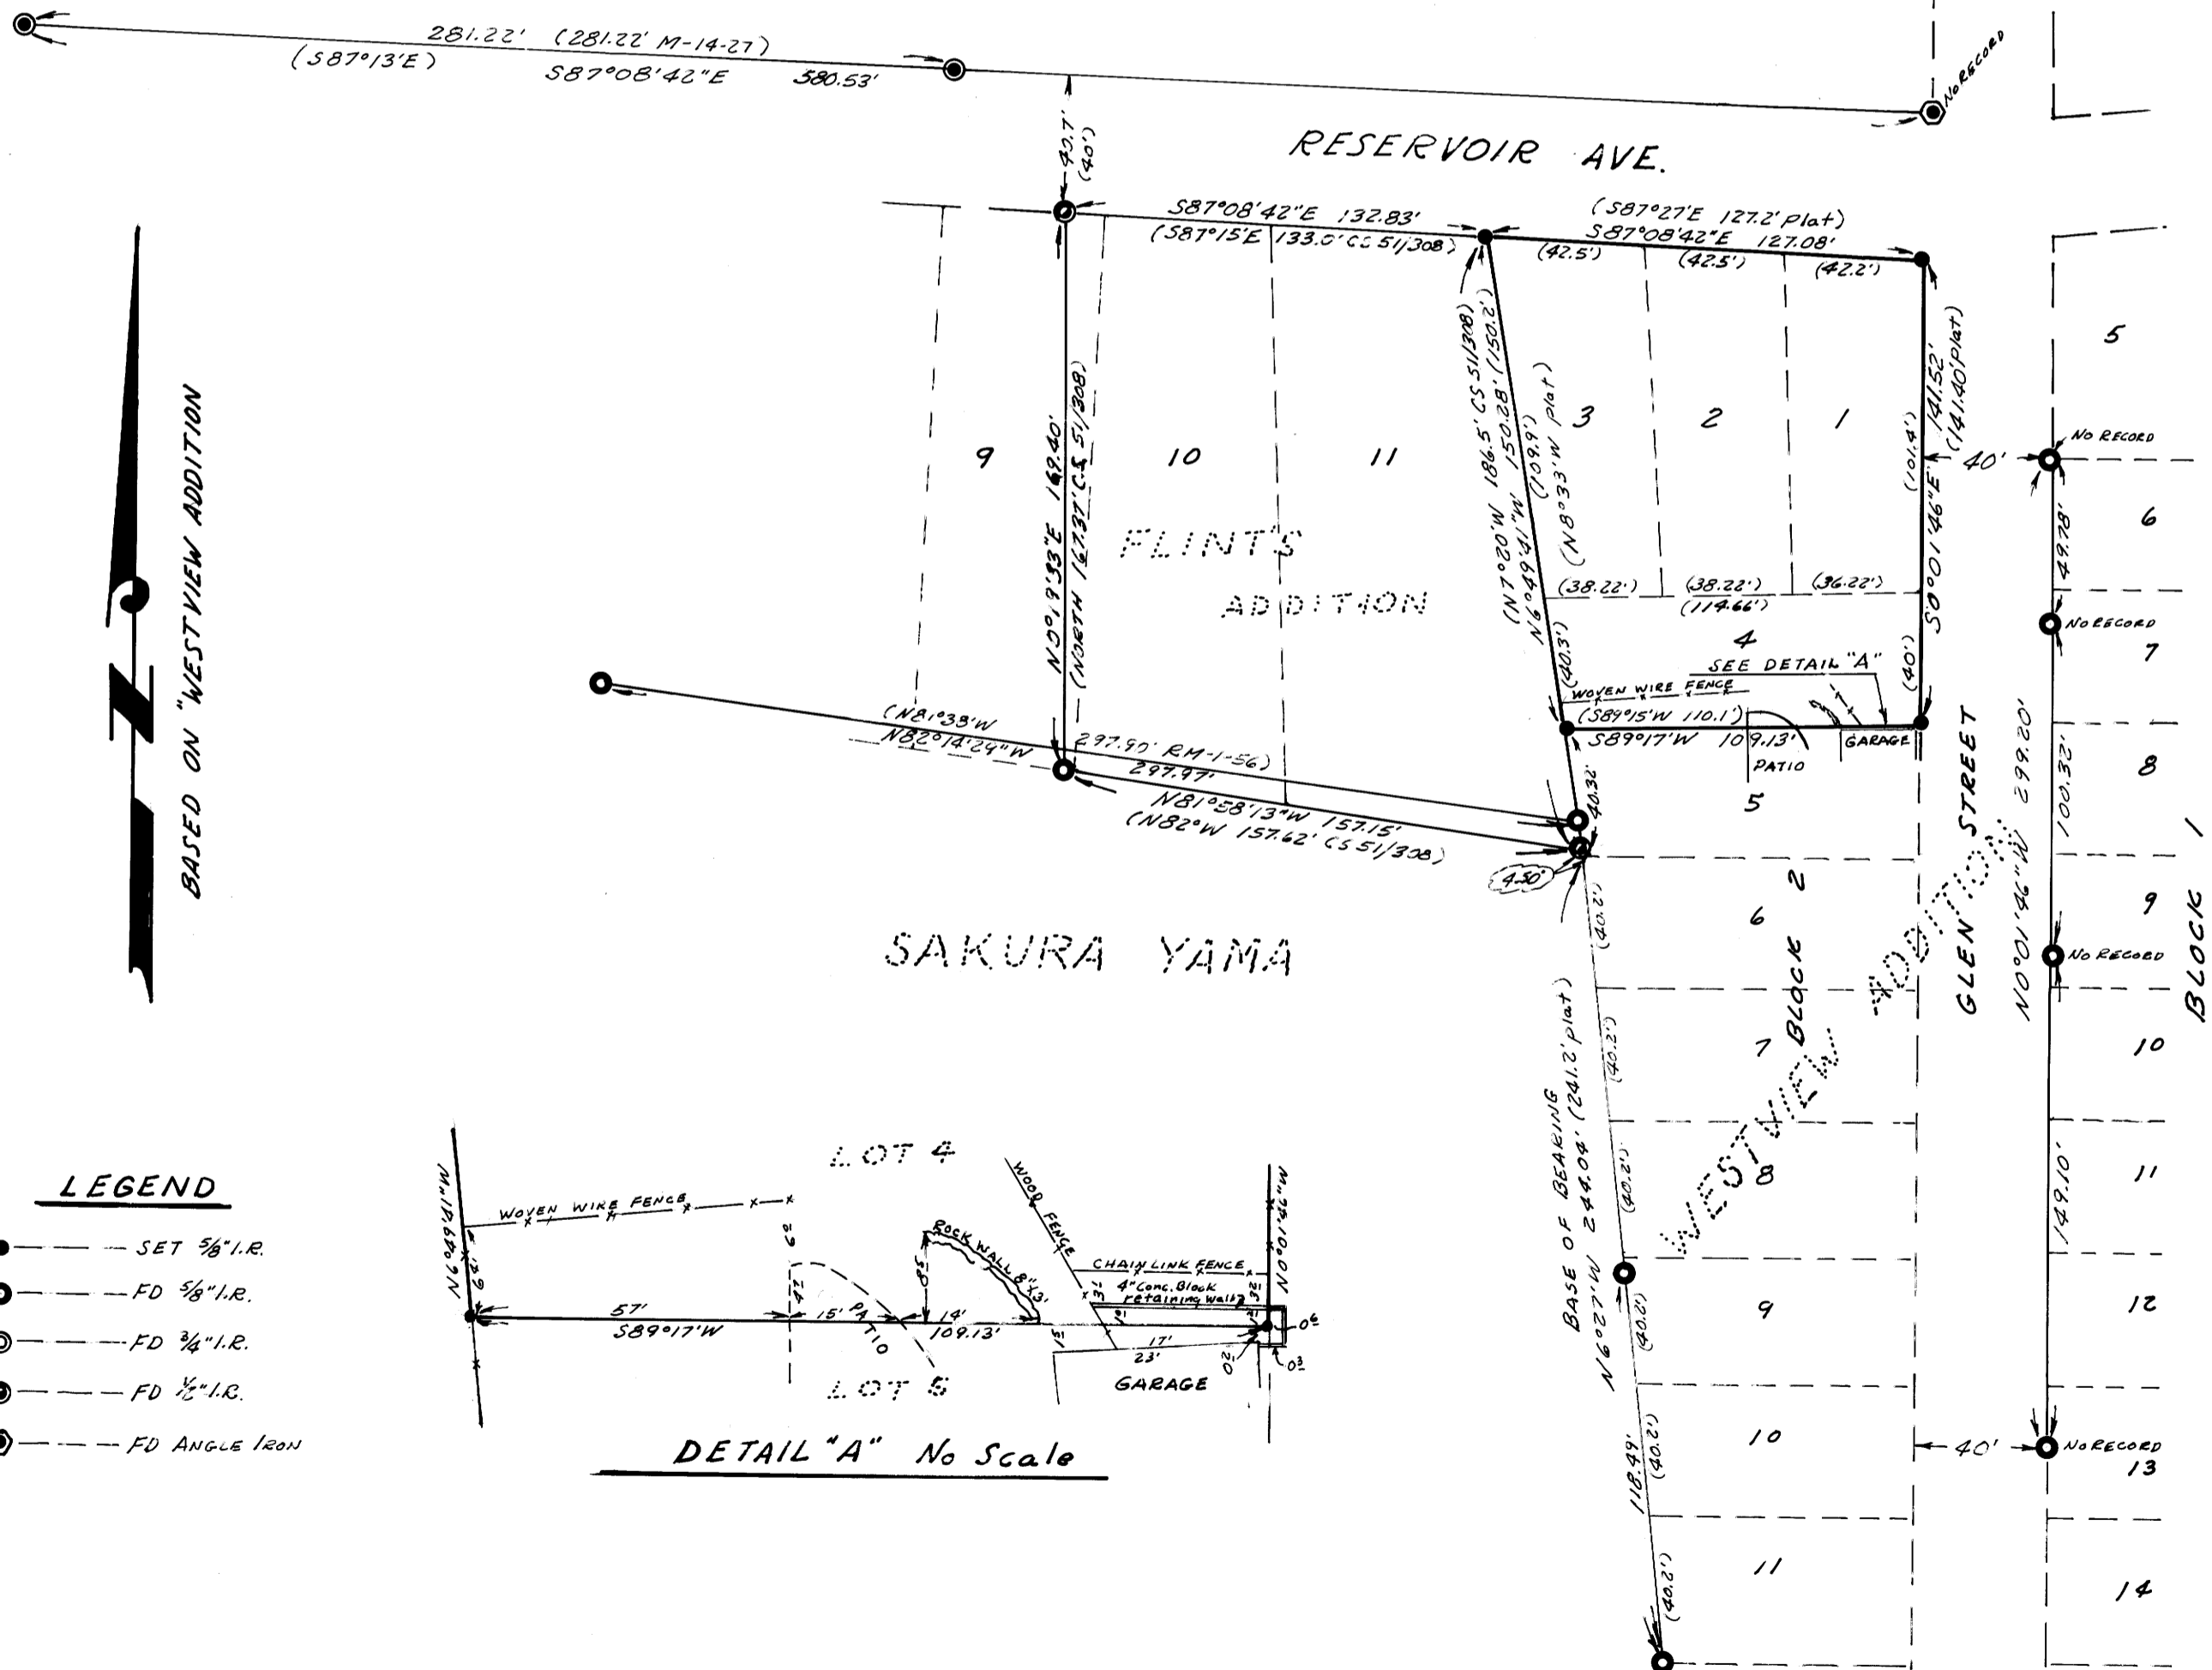 281.22' (281.22' M-14-27)
(S87°13'E)
S87°08'42"E 580.53'
NO RECORD
RESERVOIR AVE.
40.7'
(40')
S87°08'42"E 132.83'
(S87°15'E 133.0' CS 51/308)
(S87°27'E 127.2' Plat)
S87°08'42"E 127.08'
(42.5')
(42.5')
(42.2')
BASED ON "WESTVIEW ADDITION
N
9
10
11
3
2
1
5
N0°19'33"E 169.40'
(NORTH 167.37' C.S. 51/308)
(N7°20'W 186.5' CS 51/308)
N6°49'41"W 150.28' (150.2')
(109.9')
(N8°33'W plat)
(101.4')
S0°01'46"E 141.52'
(141.40' Plat)
40'
NO RECORD
49.78'
6
FLINT'S
ADDITION
(38.22')
(38.22')
(36.22')
(114.66')
NO RECORD
7
4
SEE DETAIL "A"
(40.3')
(40')
WOVEN WIRE FENCE
(S89°15'W 110.1')
S89°17'W 109.13'
GARAGE
PATIO
5
(N81°38'W 297.90' RM-1-56)
N82°14'29"W 297.97'
N81°58'13"W 157.15'
(N82°W 157.62' CS 51/308)
40.32'
4.50'
GLEN STREET
N0°01'46"W 299.20'
100.32'
8
9
BLOCK 1
SAKURA YAMA
(40.2')
6
BLOCK 2
WESTVIEW ADDITION
NO RECORD
(40.2')
7
10
BASE OF BEARING
N6°27'W 244.04' (241.2' plat)
(40.2')
8
11
149.10'
(40.2')
9
12
118.49'
(40.2')
10
40'
NO RECORD
13
(40.2')
11
14
LEGEND
SET 5/8" I.R.
FD 5/8" I.R.
FD 3/4" I.R.
FD 1/2" I.R.
FD ANGLE IRON
LOT 4
N6°49'41"W
WOVEN WIRE FENCE
WOOD FENCE
N0°01'46"W
ROCK WALL 8"x3'
CHAIN LINK FENCE
4" Conc. Block
retaining wall
57'
15'
PATIO
14'
S89°17'W
109.13'
17'
23'
LOT 5
GARAGE
DETAIL "A" No Scale